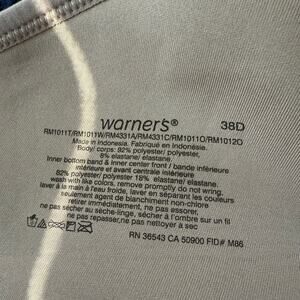 warner's® 38D
RM1011T/RM1011W/RM4331A/RM4331C/RM1011O/RM1012O
Made in Indonesia. Fabriqué en Indonésie.
Body/ corps: 92% polyester/ polyester,
8% elastane/ élastane.
Inner bottom band & inner center front / bande intérieure
inférieure et avant centrale intérieure
82% polyester/ polyester 18% elastane/ élastane.
wash with like colors, remove promptly do not wring.
laver à la main à l'eau froide, laver en séparant les couleurs
seulement agent de blanchiment non-chlore
retirer immédiatement, ne pas essorer,
ne pas sécher au sèche-linge, sécher à l'ombre sur un fil
ne pas repasser, ne pas nettoyer à sec
RN 36543 CA 50900 FID# M86